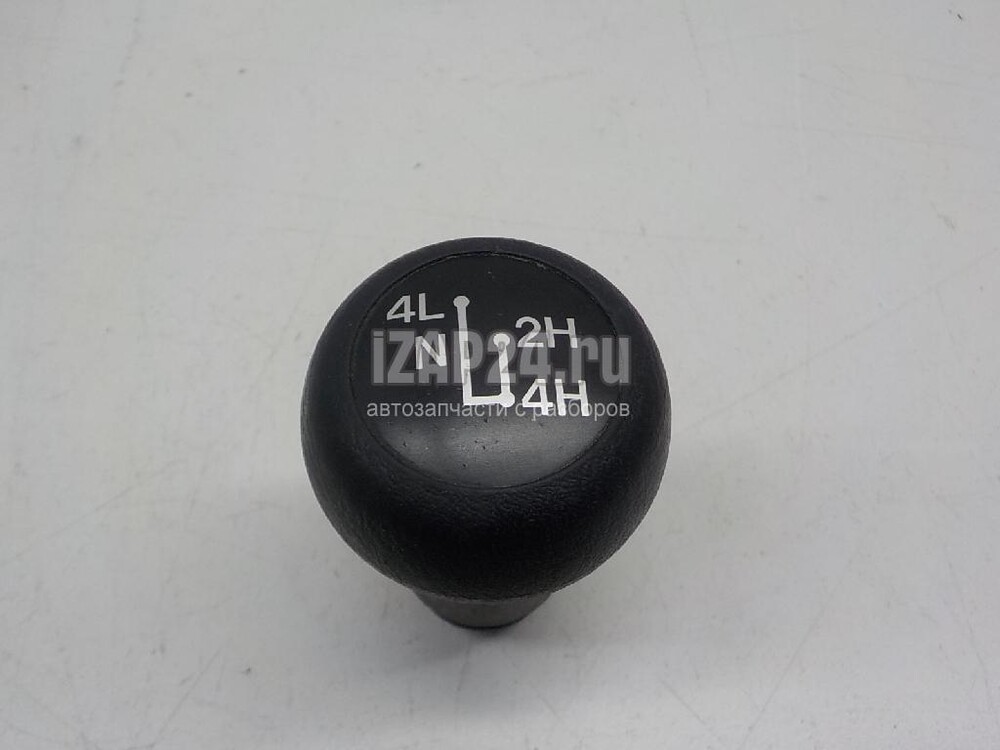 4L
2H
N
4H
iZAP24.ru
автозапчасти с разборов